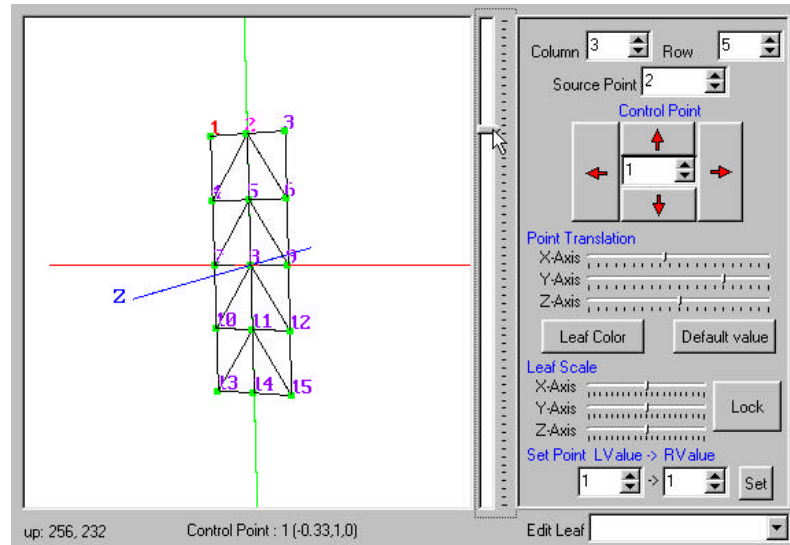 1 2 3
4 5 6
7 8 9
Z
10 11 12
13 14 15
up: 256, 232
Control Point : 1 (-0.33,1,0)
Column 3 Row 5
Source Point 2
Control Point
1
Point Translation
X-Axis
Y-Axis
Z-Axis
Leaf Color Default value
Leaf Scale
X-Axis
Y-Axis
Z-Axis
Lock
Set Point LValue -> RValue
1 -> 1 Set
Edit Leaf